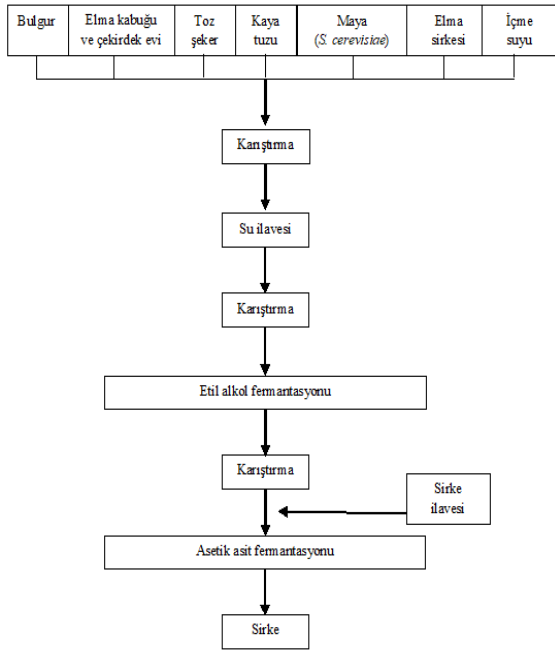 Bulgur
Elma kabuğu
ve çekirdek evi
Toz
şeker
Kaya
tuzu
Maya
(S. cerevisiae)
Elma
sirkesi
İçme
suyu
Karıştırma
Su ilavesi
Karıştırma
Etil alkol fermantasyonu
Karıştırma
Sirke
ilavesi
Asetik asit fermantasyonu
Sirke